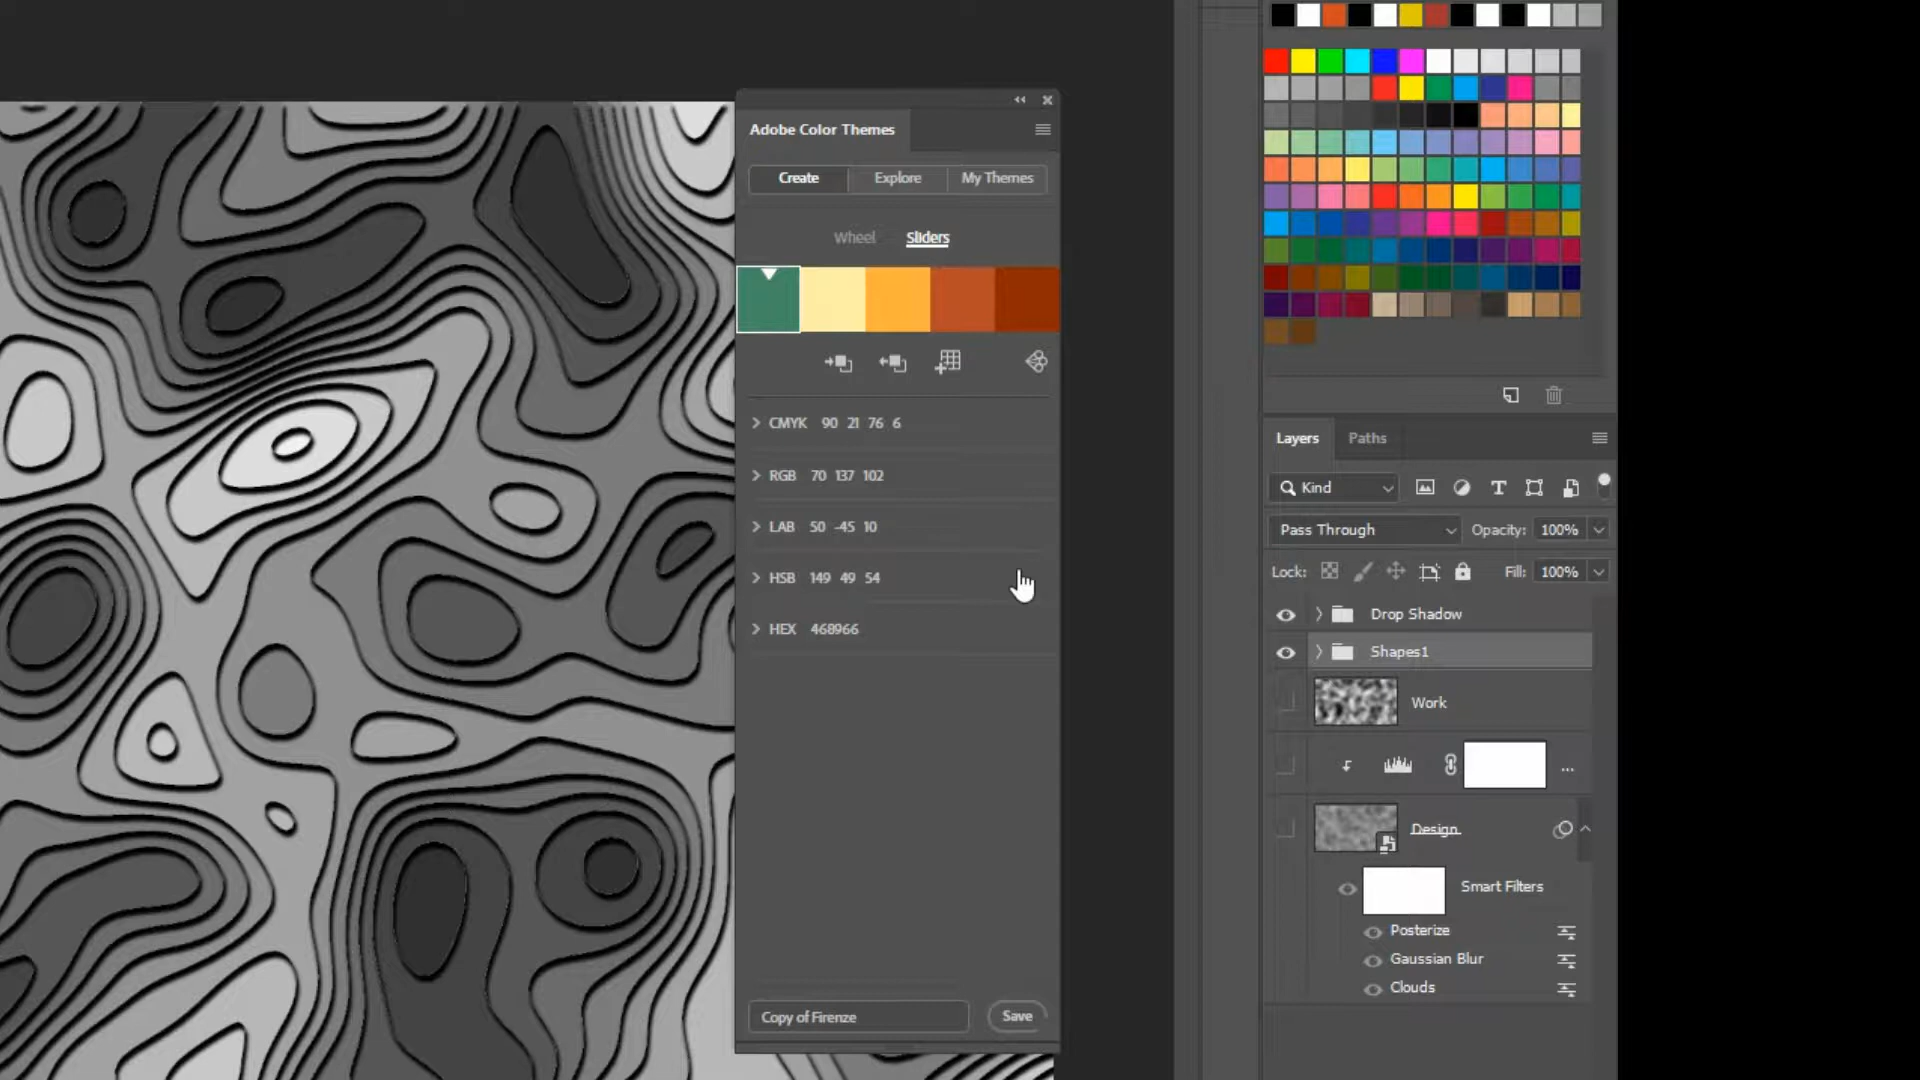 Adobe Color Themes
Create
Explore
My Themes
Wheel
Sliders
CMYK 90 21 76 6
RGB 70 137 102
LAB 50 -45 10
HSB 149 49 54
HEX 468966
Copy of Firenze
Save
Layers
Paths
Kind
Pass Through
Opacity: 100%
Lock:
Fill: 100%
Drop Shadow
Shapes1
Work
...
Design
Smart Filters
Posterize
Gaussian Blur
Clouds